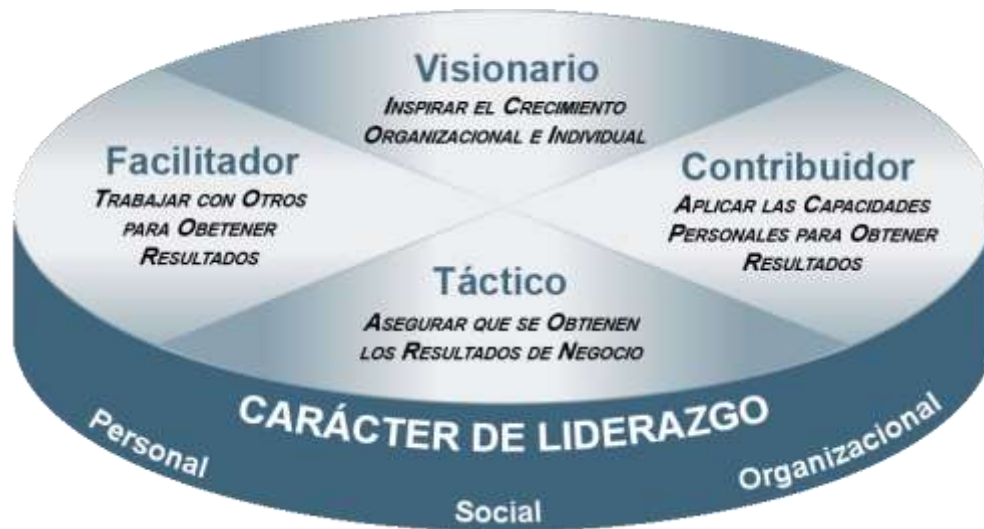 Visionario
INSPIRAR EL CRECIMIENTO
ORGANIZACIONAL E INDIVIDUAL
Facilitador
TRABAJAR CON OTROS
PARA OBETENER
RESULTADOS
Contribuidor
APLICAR LAS CAPACIDADES
PERSONALES PARA OBTENER
RESULTADOS
Táctico
ASEGURAR QUE SE OBTIENEN
LOS RESULTADOS DE NEGOCIO
CARÁCTER DE LIDERAZGO
Personal
Social
Organizacional